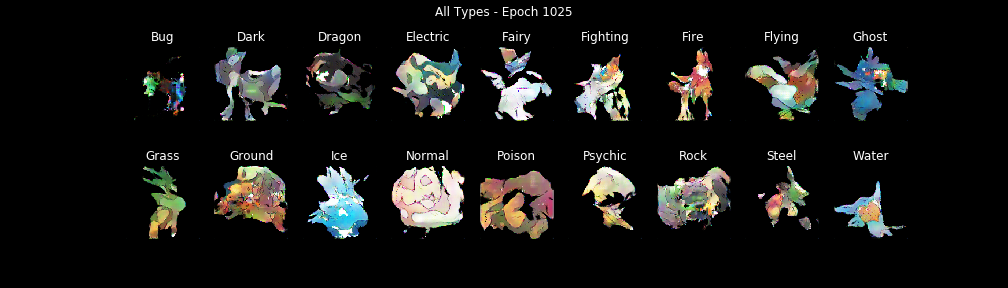 All Types - Epoch 1025
Bug Dark Dragon Electric Fairy Fighting Fire Flying Ghost
Grass Ground Ice Normal Poison Psychic Rock Steel Water